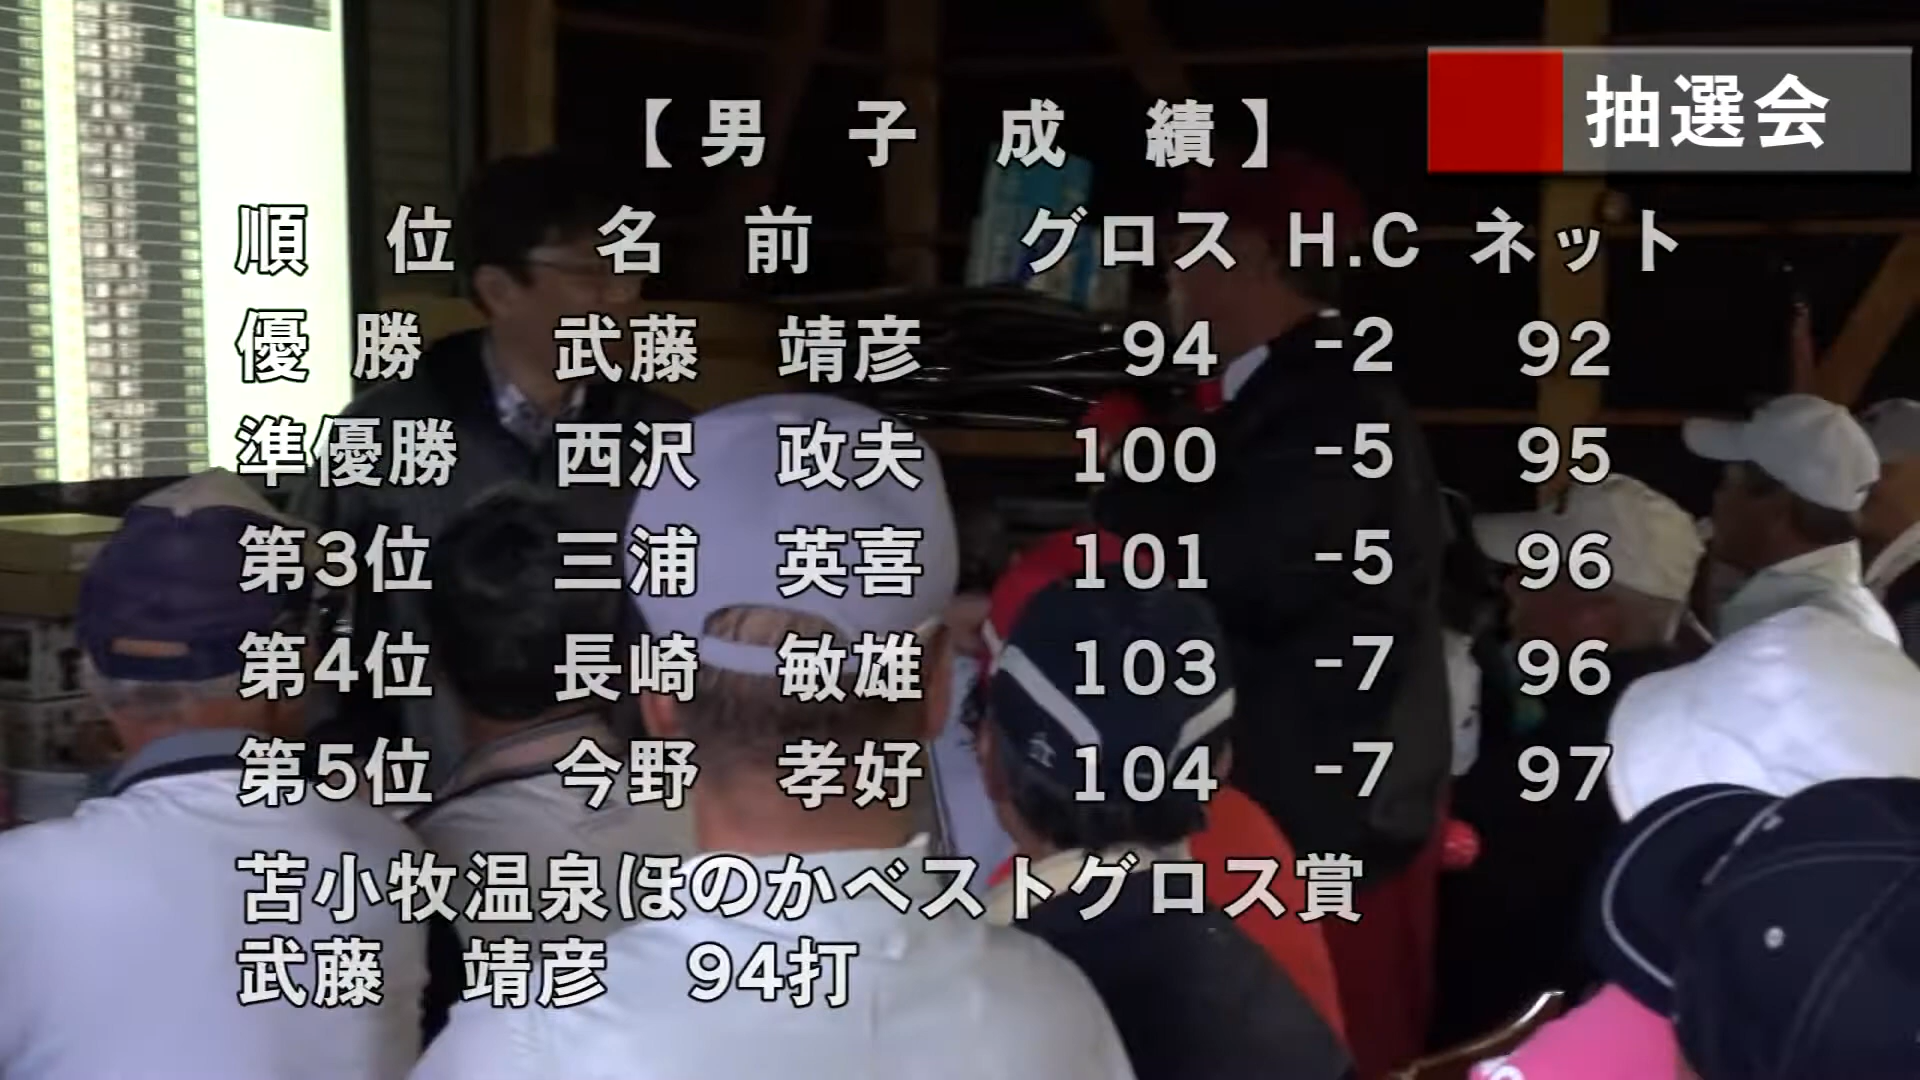 抽選会
【男子成績】
順位 名前 グロス H.C ネット
優勝 武藤 靖彦 94 -2 92
準優勝 西沢 政夫 100 -5 95
第3位 三浦 英喜 101 -5 96
第4位 長崎 敏雄 103 -7 96
第5位 今野 孝好 104 -7 97
苫小牧温泉ほのかベストグロス賞
武藤 靖彦 94打